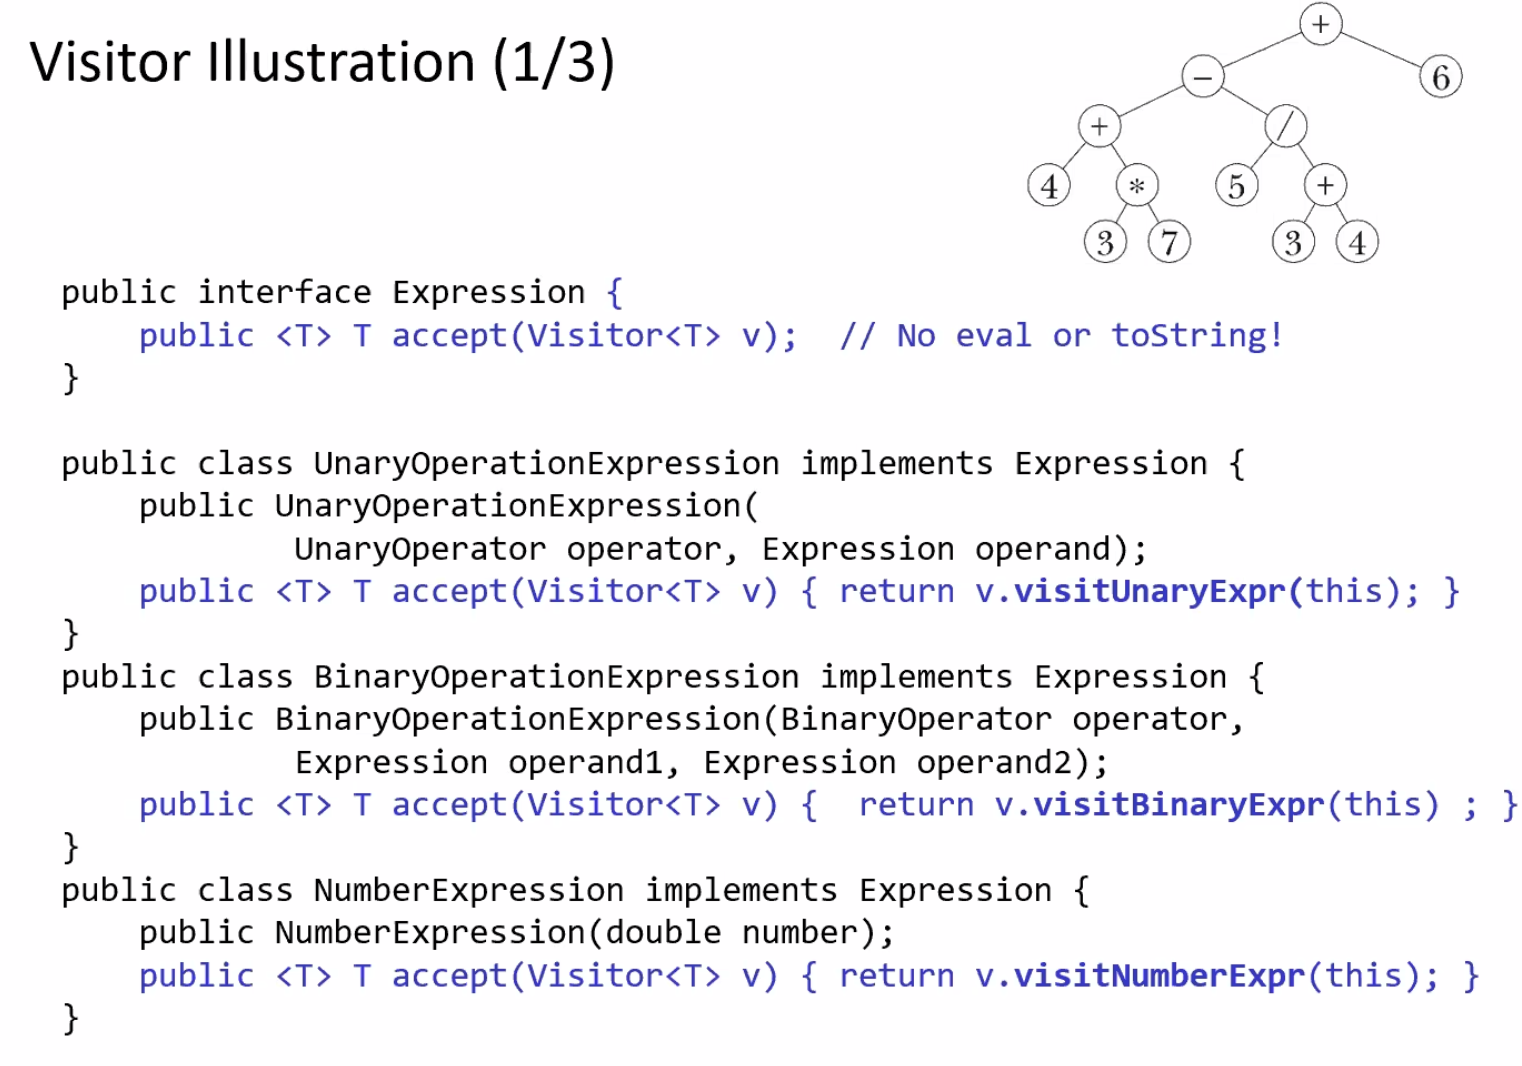 Visitor Illustration (1/3)
+
− 6
+ /
4 * 5 +
3 7 3 4
public interface Expression {
    public <T> T accept(Visitor<T> v);  // No eval or toString!
}
public class UnaryOperationExpression implements Expression {
    public UnaryOperationExpression(
            UnaryOperator operator, Expression operand);
    public <T> T accept(Visitor<T> v) { return v.visitUnaryExpr(this); }
}
public class BinaryOperationExpression implements Expression {
    public BinaryOperationExpression(BinaryOperator operator,
            Expression operand1, Expression operand2);
    public <T> T accept(Visitor<T> v) {  return v.visitBinaryExpr(this) ; }
}
public class NumberExpression implements Expression {
    public NumberExpression(double number);
    public <T> T accept(Visitor<T> v) { return v.visitNumberExpr(this); }
}